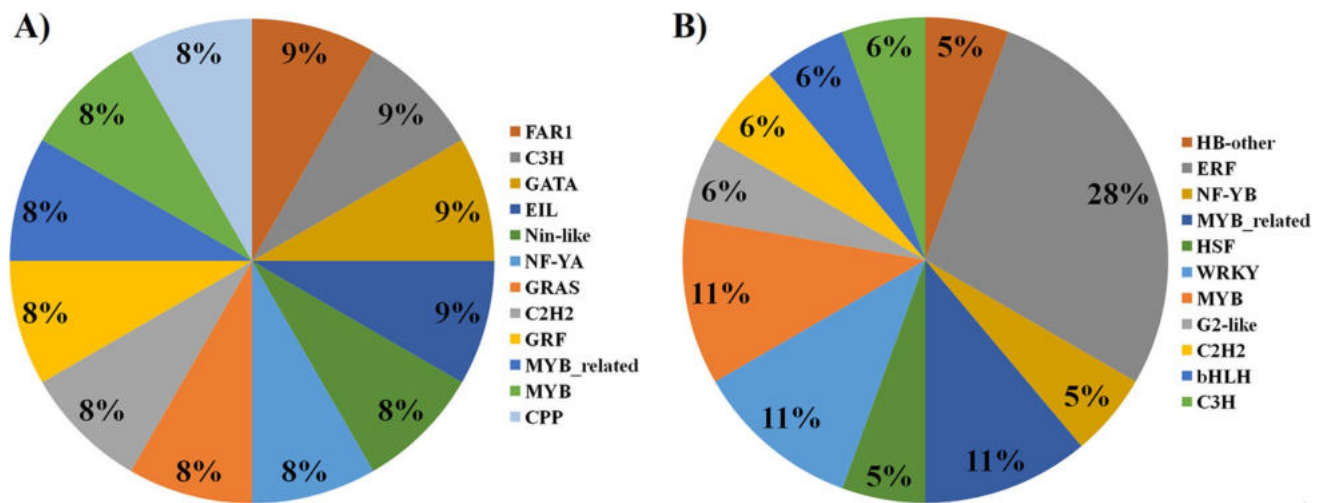 A)
8%
9%
8%
9%
8%
9%
8%
9%
8%
8%
8%
8%
FAR1
C3H
GATA
EIL
Nin-like
NF-YA
GRAS
C2H2
GRF
MYB_related
MYB
CPP
B)
6%
5%
6%
6%
28%
6%
11%
5%
11%
11%
5%
HB-other
ERF
NF-YB
MYB_related
HSF
WRKY
MYB
G2-like
C2H2
bHLH
C3H